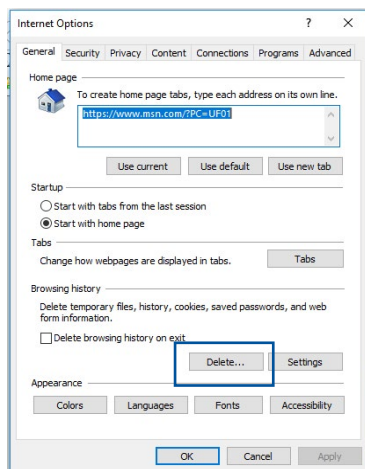 Internet Options ? X
General Security Privacy Content Connections Programs Advanced
Home page
To create home page tabs, type each address on its own line.
https://www.msn.com/?PC=UF01
Use current Use default Use new tab
Startup
Start with tabs from the last session
Start with home page
Tabs
Change how webpages are displayed in tabs. Tabs
Browsing history
Delete temporary files, history, cookies, saved passwords, and web
form information.
Delete browsing history on exit
Delete... Settings
Appearance
Colors Languages Fonts Accessibility
OK Cancel Apply